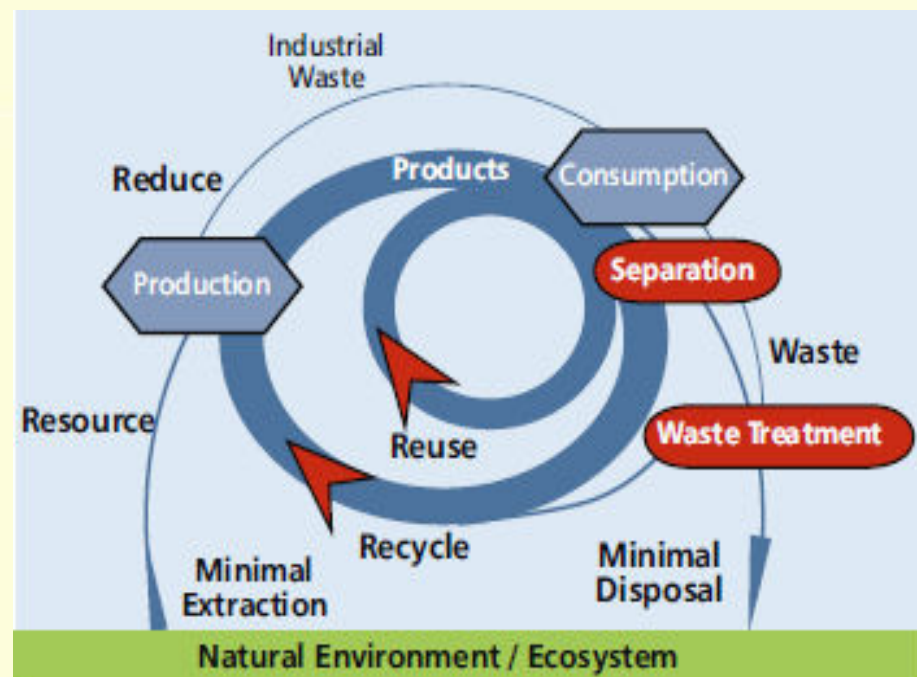 Industrial
Waste
Reduce
Products
Consumption
Production
Separation
Waste
Resource
Waste Treatment
Reuse
Recycle
Minimal
Extraction
Minimal
Disposal
Natural Environment / Ecosystem